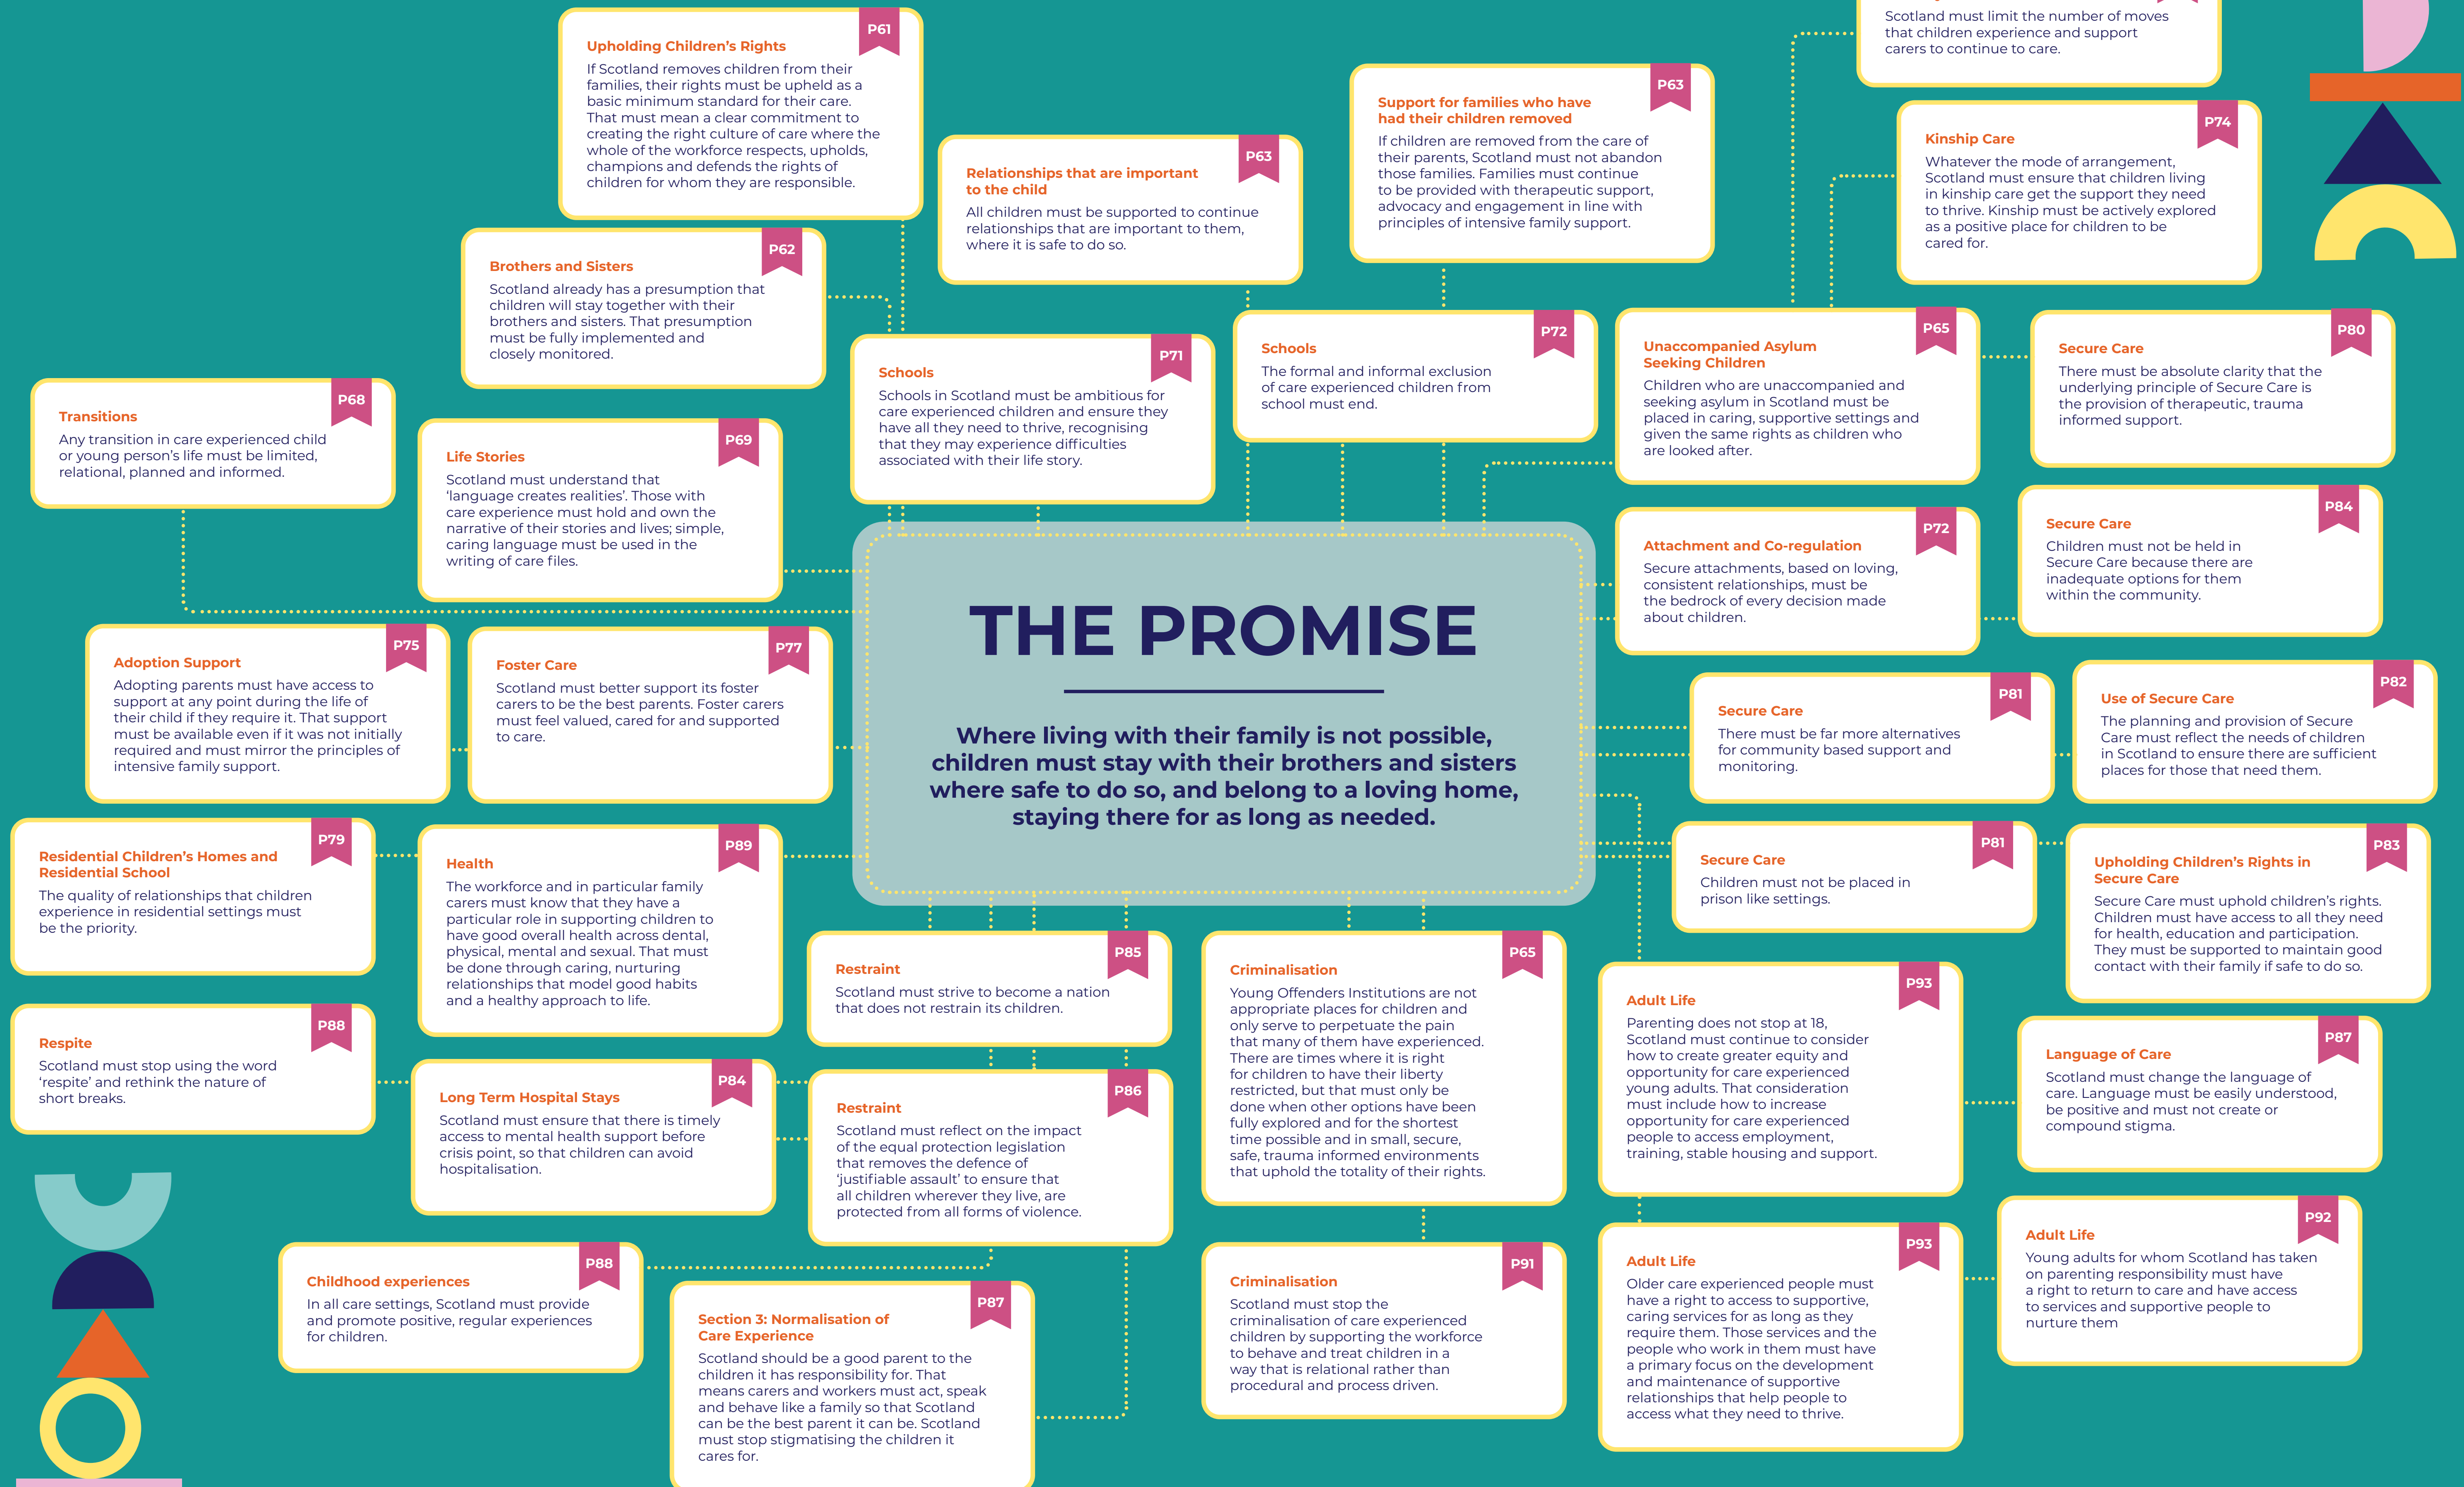 P61
Upholding Children's Rights
If Scotland removes children from their
families, their rights must be upheld as a
basic minimum standard for their care.
That must mean a clear commitment to
creating the right culture of care where the
whole of the workforce respects, upholds,
champions and defends the rights of
children for whom they are responsible.
Scotland must limit the number of moves
that children experience and support
carers to continue to care.
P63
Support for families who have
had their children removed
If children are removed from the care of
their parents, Scotland must not abandon
those families. Families must continue
to be provided with therapeutic support,
advocacy and engagement in line with
principles of intensive family support.
P74
Kinship Care
Whatever the mode of arrangement,
Scotland must ensure that children living
in kinship care get the support they need
to thrive. Kinship must be actively explored
as a positive place for children to be
cared for.
P63
Relationships that are important
to the child
All children must be supported to continue
relationships that are important to them,
where it is safe to do so.
P62
Brothers and Sisters
Scotland already has a presumption that
children will stay together with their
brothers and sisters. That presumption
must be fully implemented and
closely monitored.
P71
Schools
Schools in Scotland must be ambitious for
care experienced children and ensure they
have all they need to thrive, recognising
that they may experience difficulties
associated with their life story.
P72
Schools
The formal and informal exclusion
of care experienced children from
school must end.
P65
Unaccompanied Asylum
Seeking Children
Children who are unaccompanied and
seeking asylum in Scotland must be
placed in caring, supportive settings and
given the same rights as children who
are looked after.
P80
Secure Care
There must be absolute clarity that the
underlying principle of Secure Care is
the provision of therapeutic, trauma
informed support.
P68
Transitions
Any transition in care experienced child
or young person's life must be limited,
relational, planned and informed.
P69
Life Stories
Scotland must understand that
‘language creates realities’. Those with
care experience must hold and own the
narrative of their stories and lives; simple,
caring language must be used in the
writing of care files.
P72
Attachment and Co-regulation
Secure attachments, based on loving,
consistent relationships, must be
the bedrock of every decision made
about children.
P84
Secure Care
Children must not be held in
Secure Care because there are
inadequate options for them
within the community.
THE PROMISE
Where living with their family is not possible,
children must stay with their brothers and sisters
where safe to do so, and belong to a loving home,
staying there for as long as needed.
P75
Adoption Support
Adopting parents must have access to
support at any point during the life of
their child if they require it. That support
must be available even if it was not initially
required and must mirror the principles of
intensive family support.
P77
Foster Care
Scotland must better support its foster
carers to be the best parents. Foster carers
must feel valued, cared for and supported
to care.
P81
Secure Care
There must be far more alternatives
for community based support and
monitoring.
P82
Use of Secure Care
The planning and provision of Secure
Care must reflect the needs of children
in Scotland to ensure there are sufficient
places for those that need them.
P79
Residential Children's Homes and
Residential School
The quality of relationships that children
experience in residential settings must
be the priority.
P89
Health
The workforce and in particular family
carers must know that they have a
particular role in supporting children to
have good overall health across dental,
physical, mental and sexual. That must
be done through caring, nurturing
relationships that model good habits
and a healthy approach to life.
P81
Secure Care
Children must not be placed in
prison like settings.
P83
Upholding Children's Rights in
Secure Care
Secure Care must uphold children's rights.
Children must have access to all they need
for health, education and participation.
They must be supported to maintain good
contact with their family if safe to do so.
P85
Restraint
Scotland must strive to become a nation
that does not restrain its children.
P65
Criminalisation
Young Offenders Institutions are not
appropriate places for children and
only serve to perpetuate the pain
that many of them have experienced.
There are times where it is right
for children to have their liberty
restricted, but that must only be
done when other options have been
fully explored and for the shortest
time possible and in small, secure,
safe, trauma informed environments
that uphold the totality of their rights.
P93
Adult Life
Parenting does not stop at 18,
Scotland must continue to consider
how to create greater equity and
opportunity for care experienced
young adults. That consideration
must include how to increase
opportunity for care experienced
people to access employment,
training, stable housing and support.
P88
Respite
Scotland must stop using the word
‘respite’ and rethink the nature of
short breaks.
P84
Long Term Hospital Stays
Scotland must ensure that there is timely
access to mental health support before
crisis point, so that children can avoid
hospitalisation.
P86
Restraint
Scotland must reflect on the impact
of the equal protection legislation
that removes the defence of
‘justifiable assault’ to ensure that
all children wherever they live, are
protected from all forms of violence.
P87
Language of Care
Scotland must change the language of
care. Language must be easily understood,
be positive and must not create or
compound stigma.
P88
Childhood experiences
In all care settings, Scotland must provide
and promote positive, regular experiences
for children.
P87
Section 3: Normalisation of
Care Experience
Scotland should be a good parent to the
children it has responsibility for. That
means carers and workers must act, speak
and behave like a family so that Scotland
can be the best parent it can be. Scotland
must stop stigmatising the children it
cares for.
P91
Criminalisation
Scotland must stop the
criminalisation of care experienced
children by supporting the workforce
to behave and treat children in a
way that is relational rather than
procedural and process driven.
P93
Adult Life
Older care experienced people must
have a right to access to supportive,
caring services for as long as they
require them. Those services and the
people who work in them must have
a primary focus on the development
and maintenance of supportive
relationships that help people to
access what they need to thrive.
P92
Adult Life
Young adults for whom Scotland has taken
on parenting responsibility must have
a right to return to care and have access
to services and supportive people to
nurture them